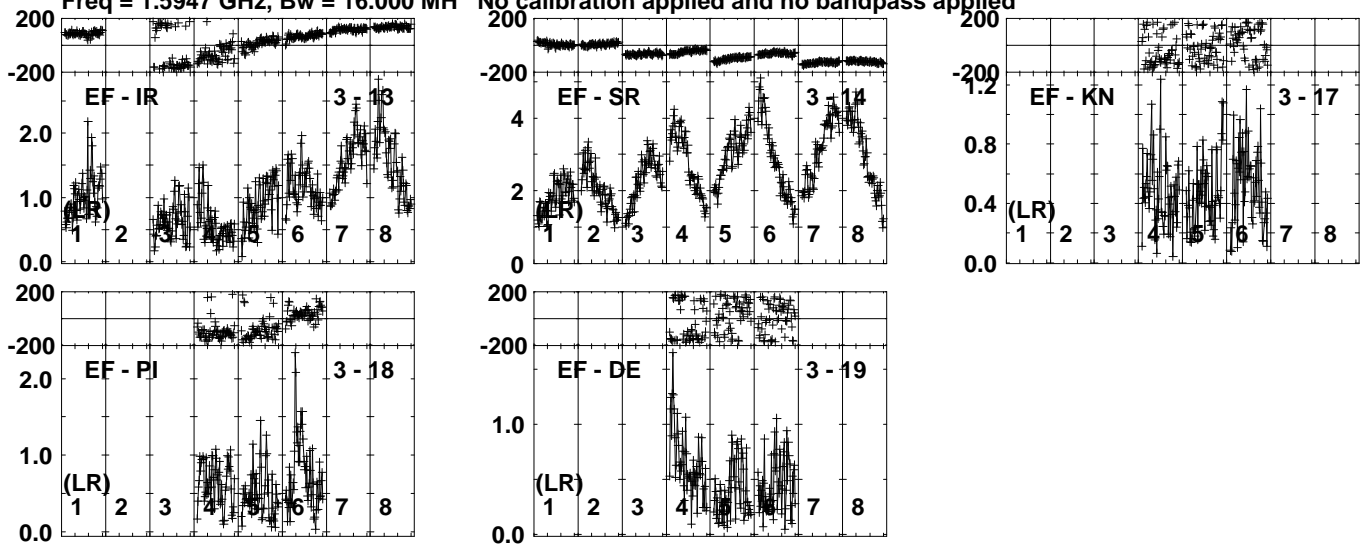 Freq = 1.5947 GHz, Bw = 16.000 MH No calibration applied and no bandpass applied
200
-200
EF - IR 3 - 13
2.0
1.0
(LR)
1 2 3 4 5 6 7 8
0.0
200
-200
EF - SR 3 - 14
4
2
(LR)
1 2 3 4 5 6 7 8
0
200
-200
1.2
EF - KN 3 - 17
0.8
0.4
(LR)
1 2 3 4 5 6 7 8
0.0
200
-200
EF - PI 3 - 18
2.0
1.0
(LR)
1 2 3 4 5 6 7 8
0.0
200
-200
EF - DE 3 - 19
1.0
(LR)
1 2 3 4 5 6 7 8
0.0